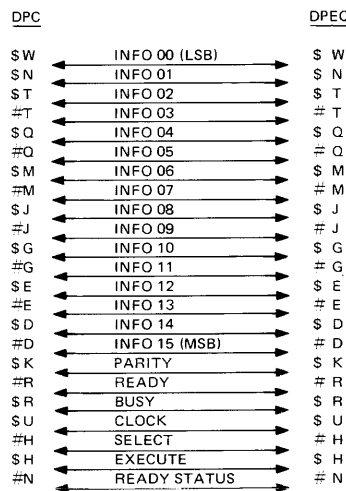 DPC DPEC
$W INFO 00 (LSB) $ W
$N INFO 01 $ N
$T INFO 02 $ T
#T INFO 03 # T
$Q INFO 04 $ Q
#Q INFO 05 # Q
$M INFO 06 $ M
#M INFO 07 # M
$J INFO 08 $ J
#J INFO 09 # J
$G INFO 10 $ G
#G INFO 11 # G
$E INFO 12 $ E
#E INFO 13 # E
$D INFO 14 $ D
#D INFO 15 (MSB) # D
$K PARITY $ K
#R READY # R
$R BUSY $ R
$U CLOCK $ U
#H SELECT # H
$H EXECUTE $ H
#N READY STATUS # N